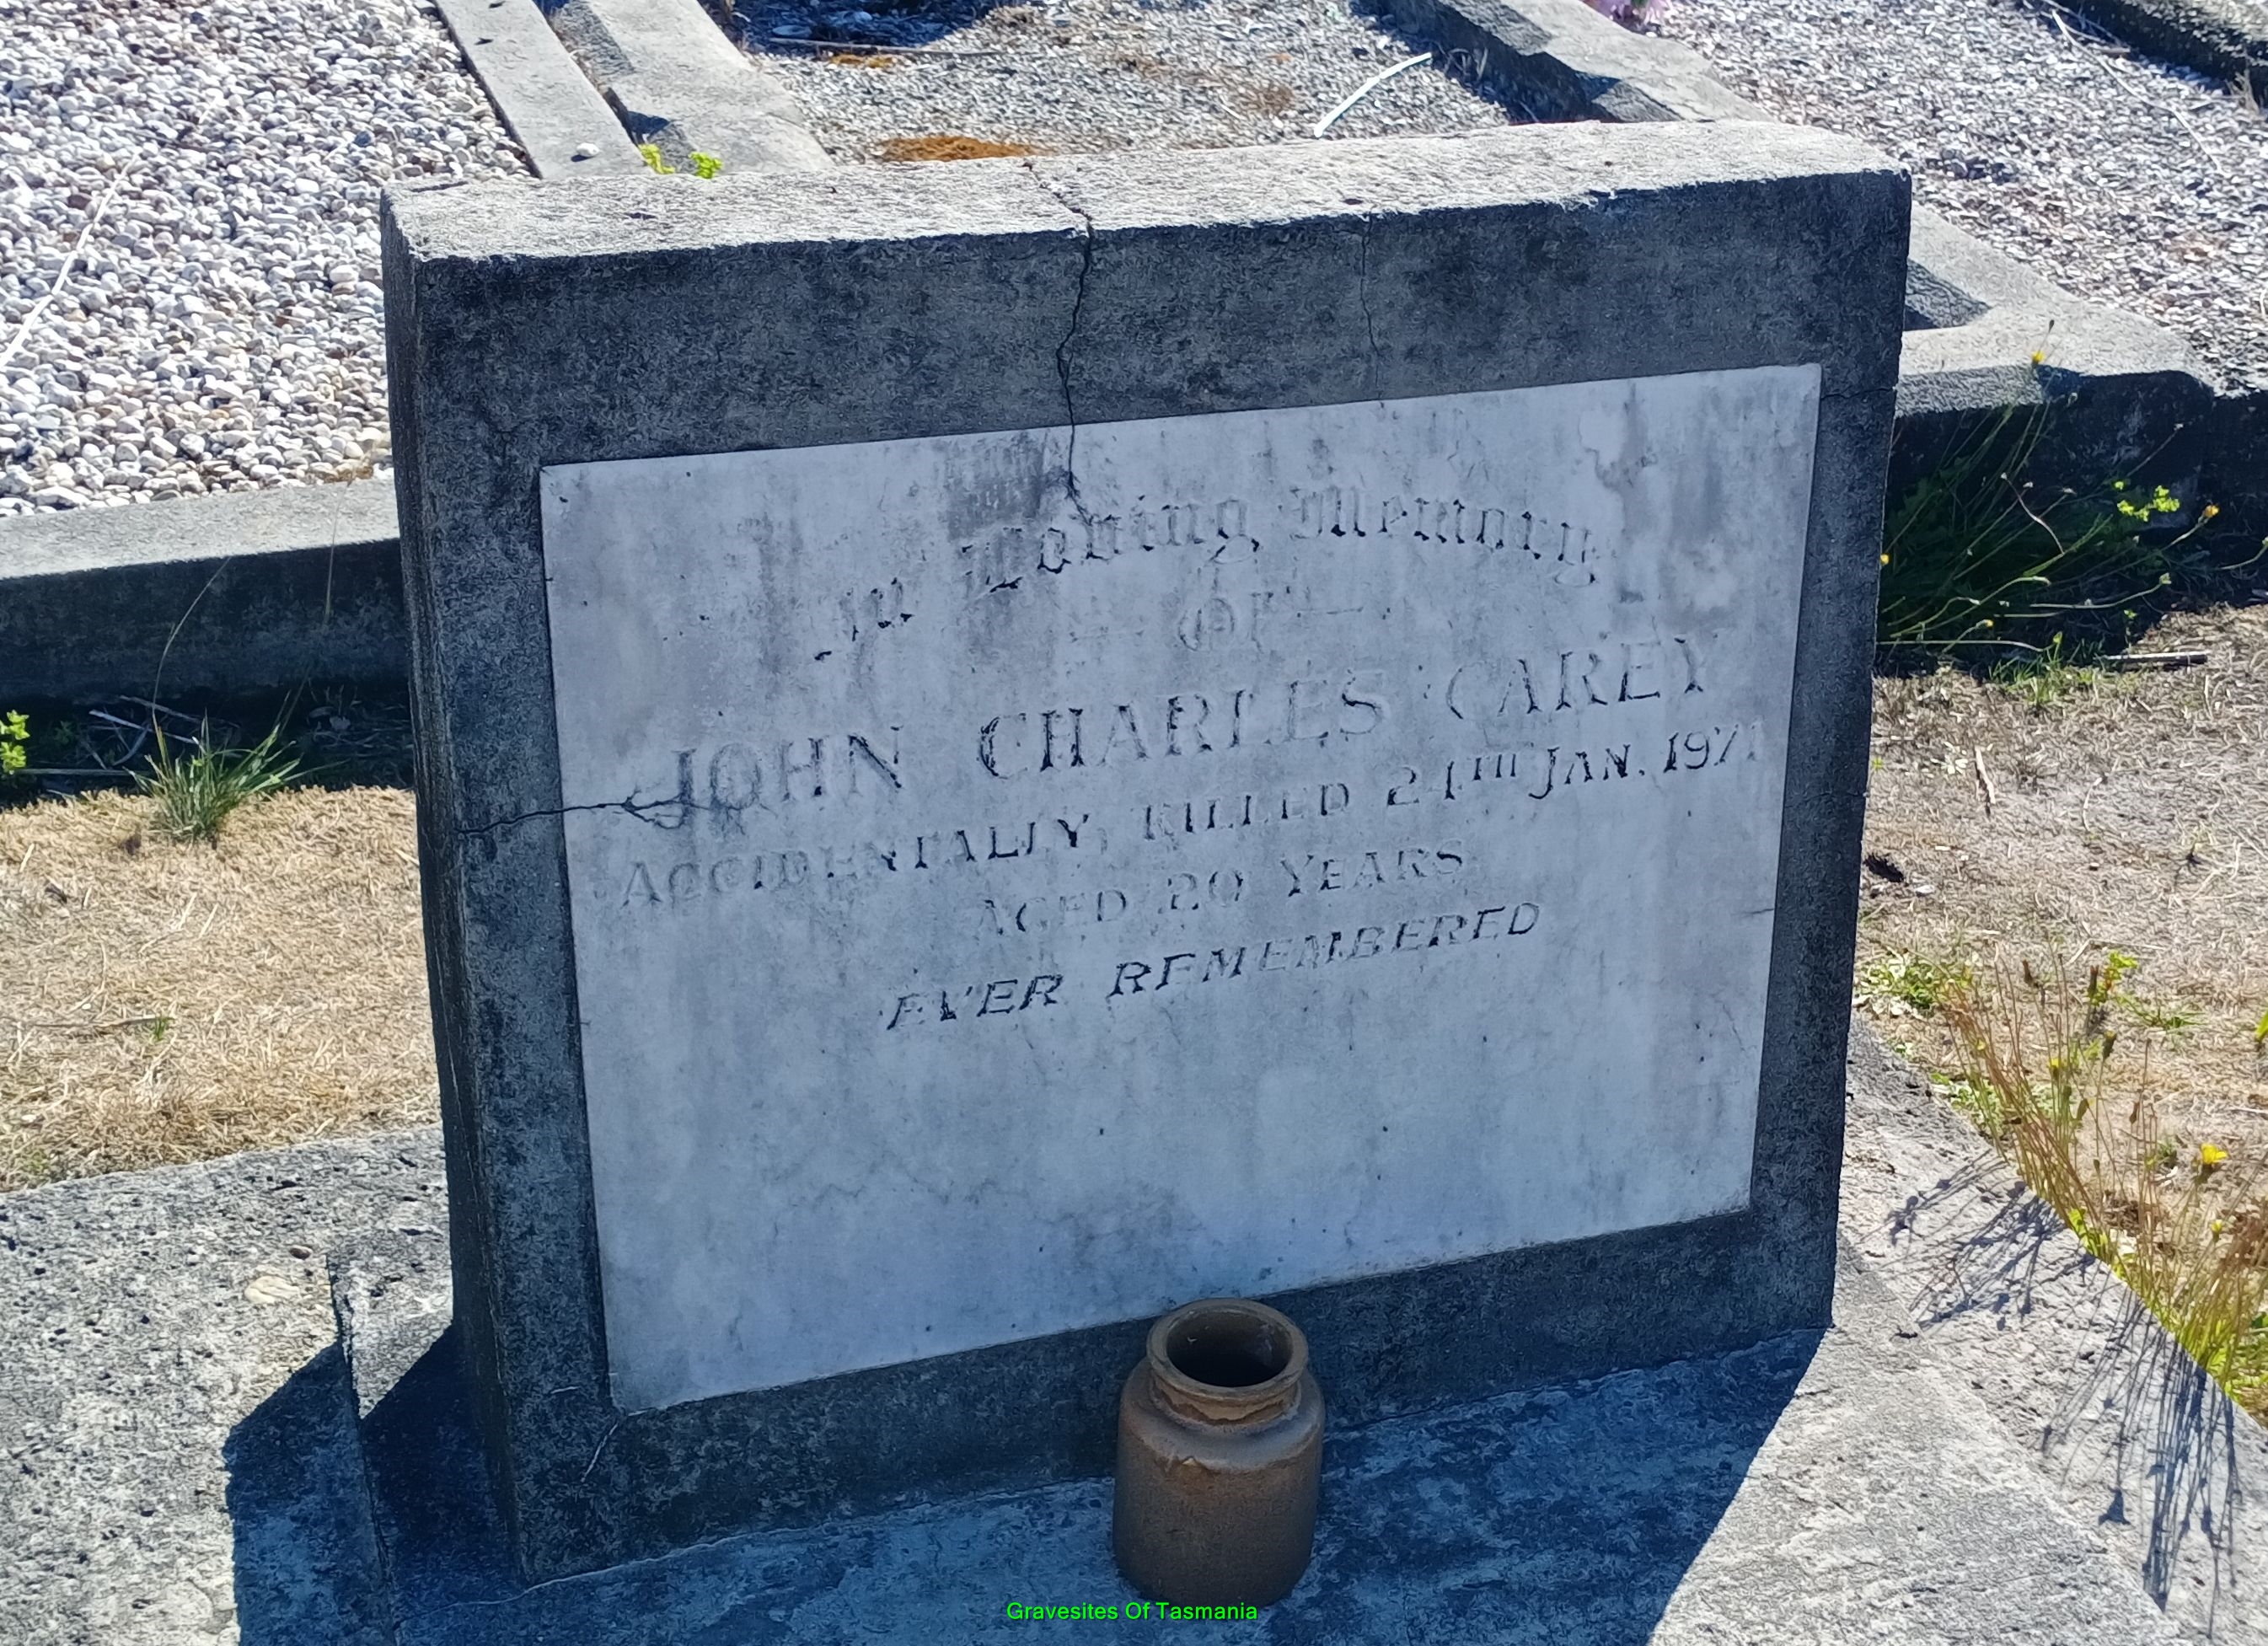 In Loving Memory
OF
JOHN CHARLES CAREY
ACCIDENTALLY KILLED 24TH JAN. 1971
AGED 20 YEARS
EVER REMEMBERED
Gravesites Of Tasmania